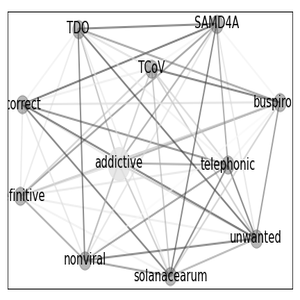 TDO
SAMD4A
TCoV
correct
buspiro
addictive
telephonic
finitive
unwanted
nonviral
solanacearum